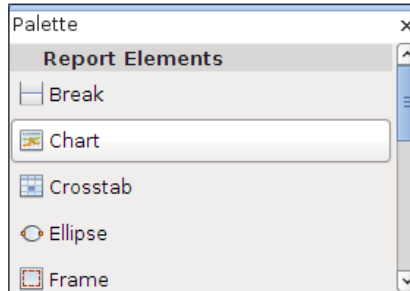 Palette
Report Elements
Break
Chart
Crosstab
Ellipse
Frame